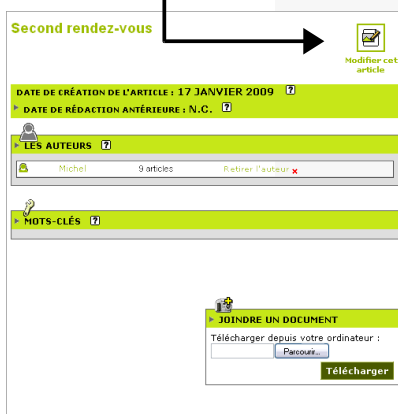 Second rendez-vous
Modifier cet
article
DATE DE CRÉATION DE L'ARTICLE : 17 JANVIER 2009 ?
DATE DE RÉDACTION ANTÉRIEURE : N.C. ?
LES AUTEURS ?
Michel 9 articles Retirer l'auteur
MOTS-CLÉS ?
JOINDRE UN DOCUMENT
Télécharger depuis votre ordinateur :
Parcourir...
Télécharger